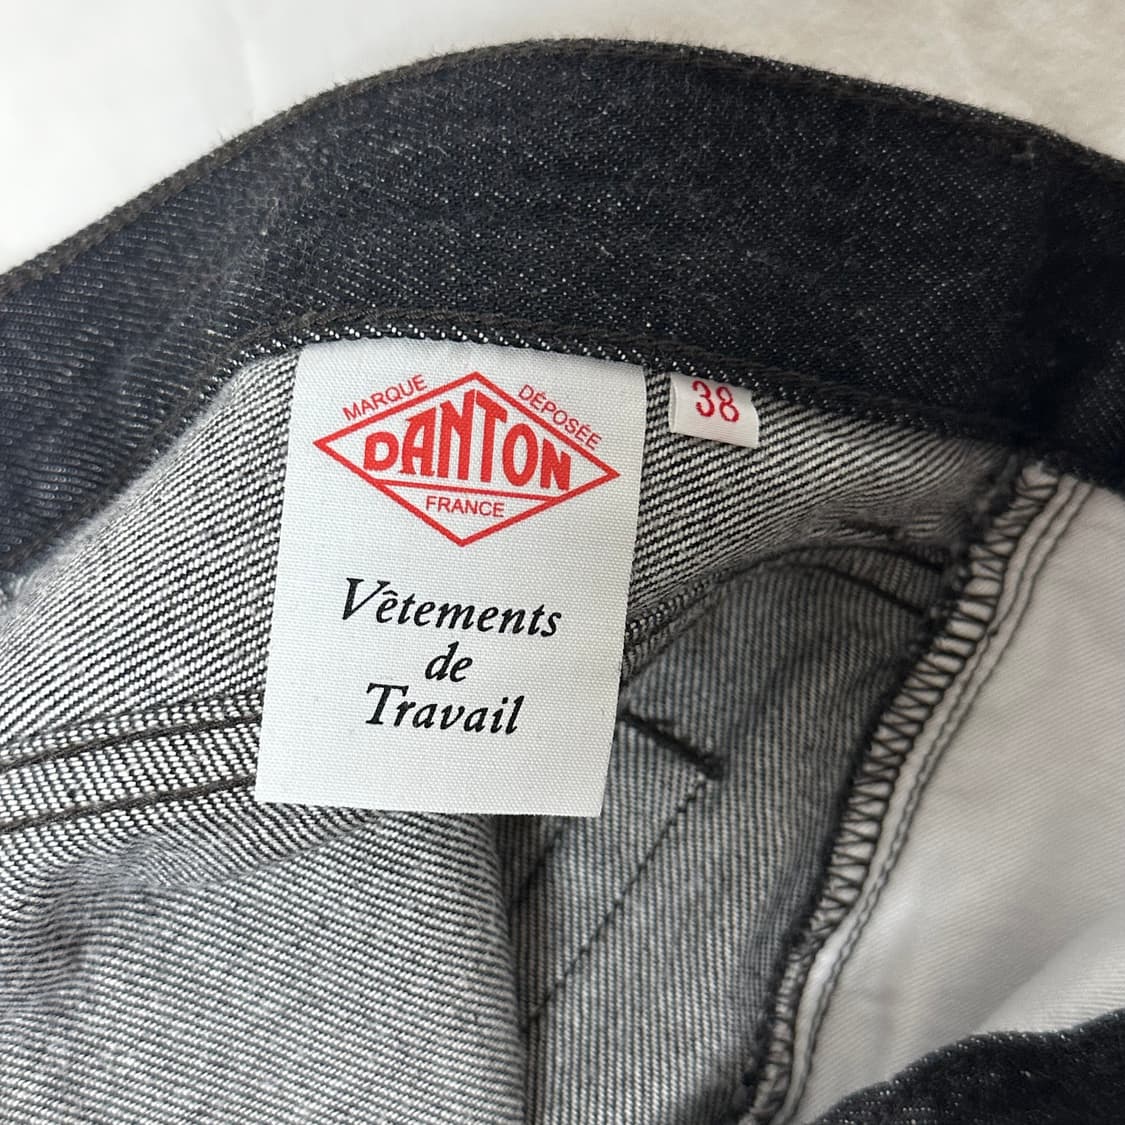 MARQUE DÉPOSÉE
DANTON
FRANCE
38
Vêtements
de
Travail